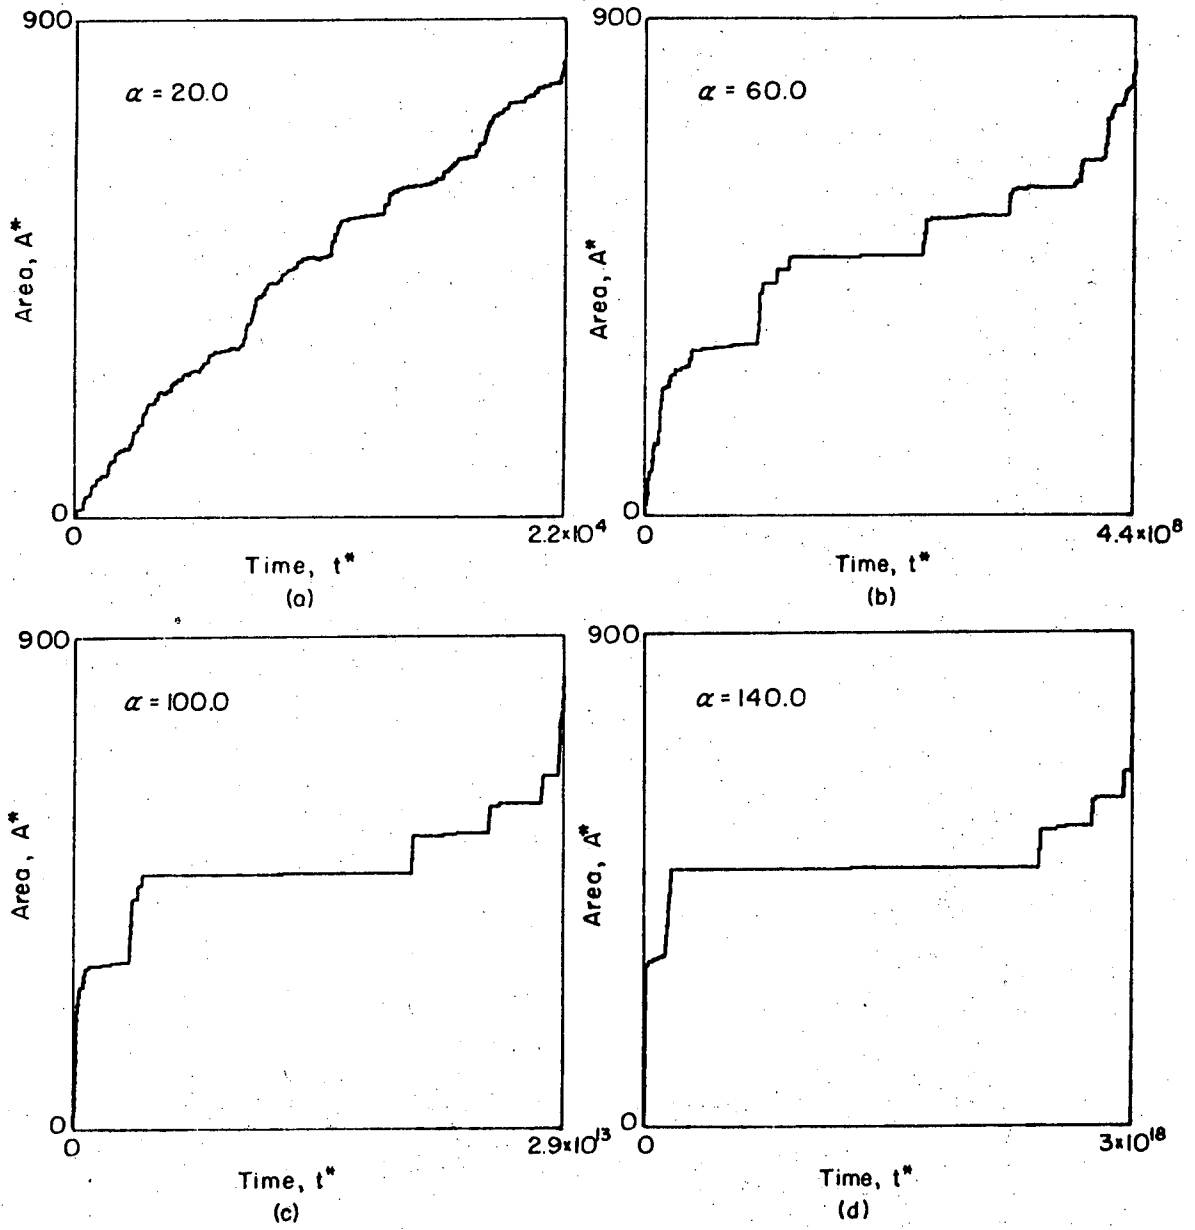 900
α = 20.0
Area, A*
0
0
2.2×10⁴
Time, t*
(a)
900
α = 60.0
Area, A*
0
0
4.4×10⁸
Time, t*
(b)
900
α = 100.0
Area, A*
0
0
2.9×10¹³
Time, t*
(c)
900
α = 140.0
Area, A*
0
0
3×10¹⁸
Time, t*
(d)